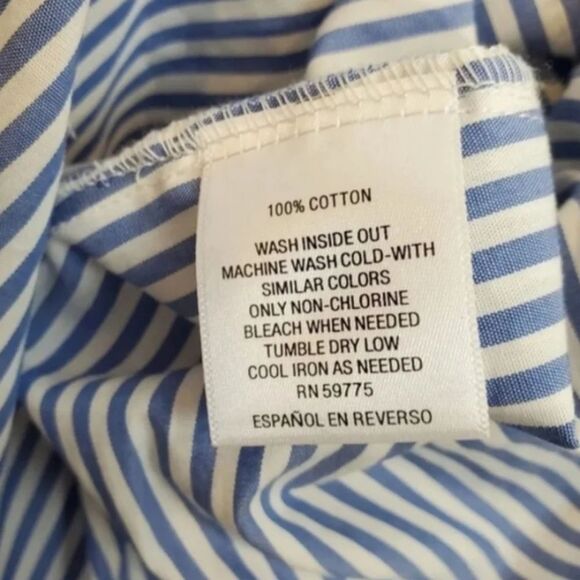 100% COTTON
WASH INSIDE OUT
MACHINE WASH COLD-WITH
SIMILAR COLORS
ONLY NON-CHLORINE
BLEACH WHEN NEEDED
TUMBLE DRY LOW
COOL IRON AS NEEDED
RN 59775
ESPAÑOL EN REVERSO